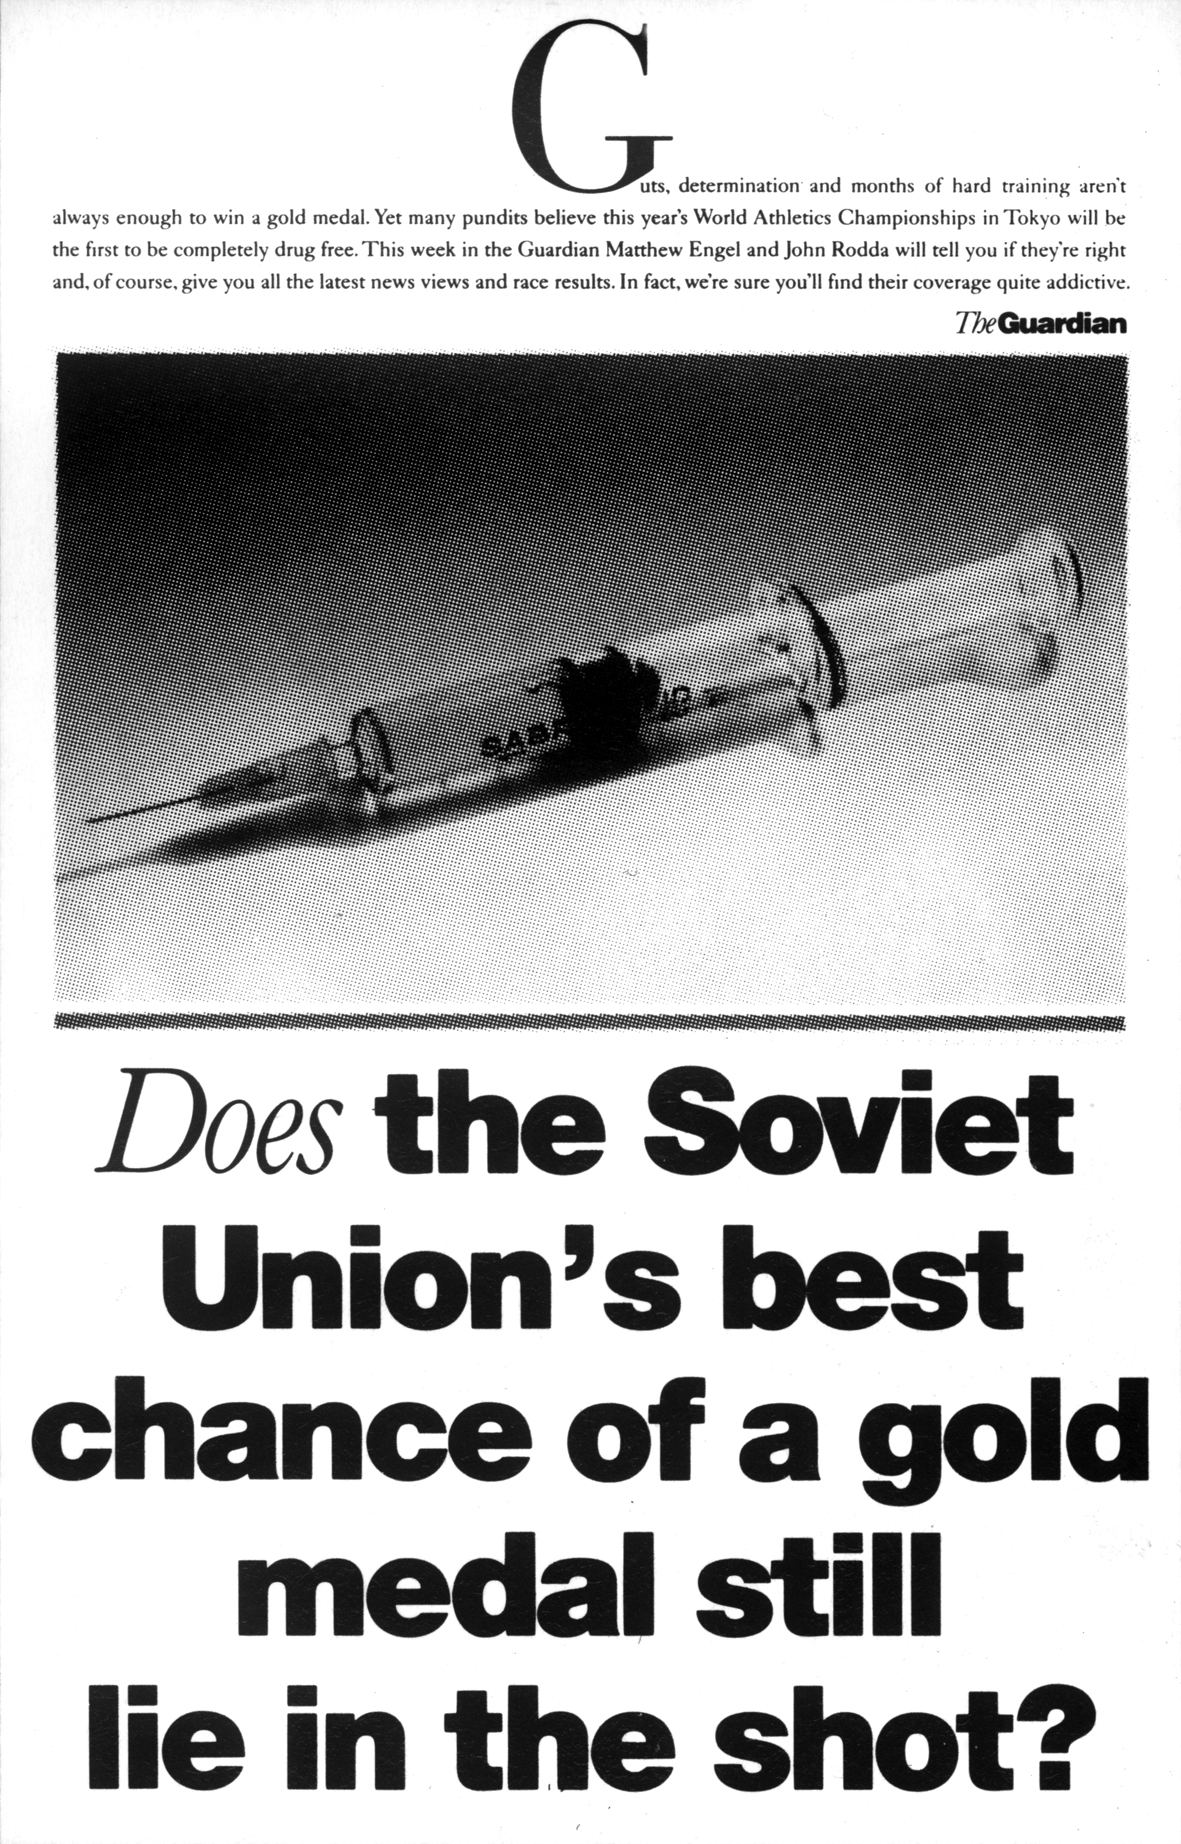 Guts, determination and months of hard training aren't
always enough to win a gold medal. Yet many pundits believe this year's World Athletics Championships in Tokyo will be
the first to be completely drug free. This week in the Guardian Matthew Engel and John Rodda will tell you if they're right
and, of course, give you all the latest news views and race results. In fact, we're sure you'll find their coverage quite addictive.
The Guardian
Does the Soviet
Union's best
chance of a gold
medal still
lie in the shot?